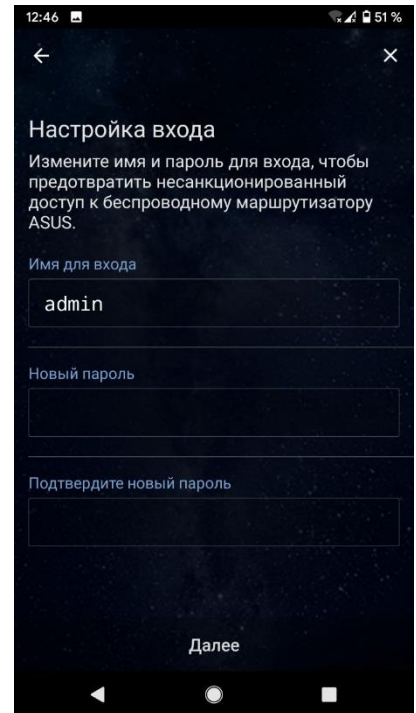 12:46 51 %
Настройка входа
Измените имя и пароль для входа, чтобы
предотвратить несанкционированный
доступ к беспроводному маршрутизатору
ASUS.
Имя для входа
admin
Новый пароль
Подтвердите новый пароль
Далее